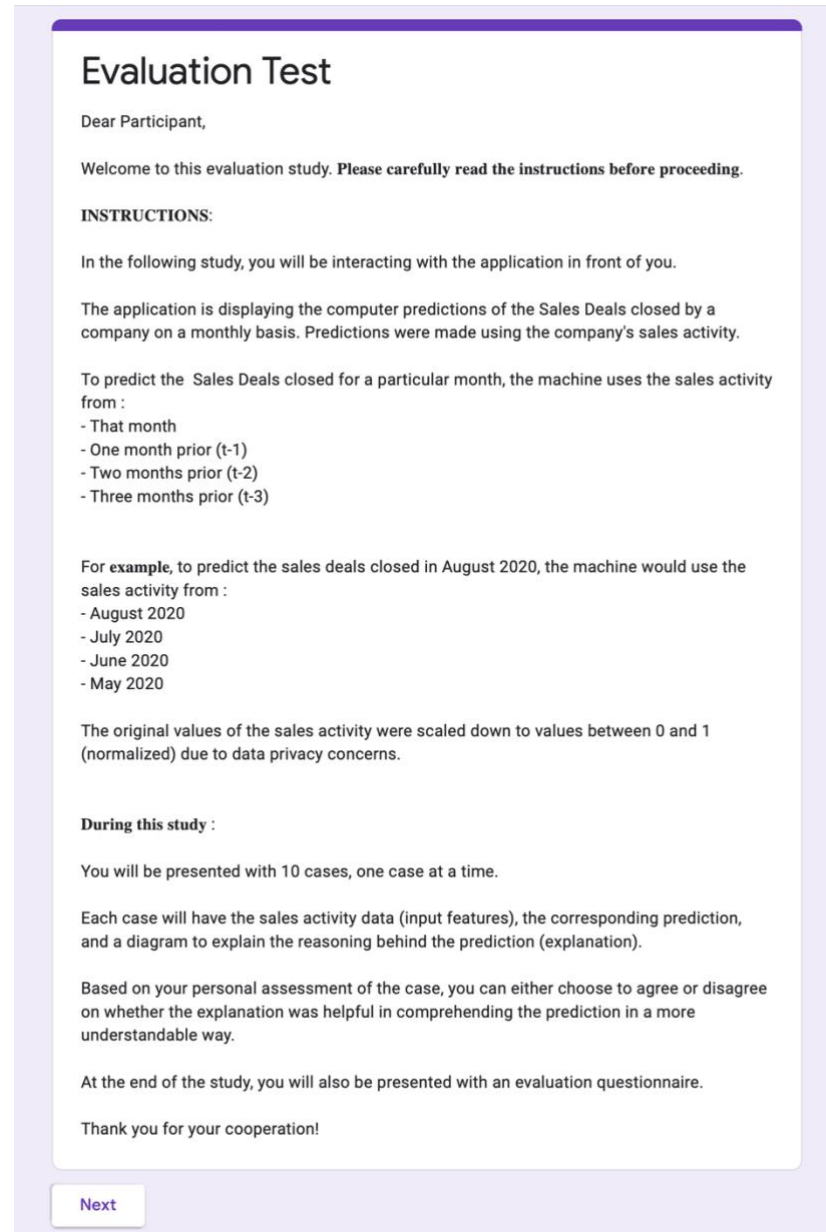 Evaluation Test
Dear Participant,
Welcome to this evaluation study. Please carefully read the instructions before proceeding.
INSTRUCTIONS:
In the following study, you will be interacting with the application in front of you.
The application is displaying the computer predictions of the Sales Deals closed by a
company on a monthly basis. Predictions were made using the company's sales activity.
To predict the  Sales Deals closed for a particular month, the machine uses the sales activity
from :
- That month
- One month prior (t-1)
- Two months prior (t-2)
- Three months prior (t-3)
For example, to predict the sales deals closed in August 2020, the machine would use the
sales activity from :
- August 2020
- July 2020
- June 2020
- May 2020
The original values of the sales activity were scaled down to values between 0 and 1
(normalized) due to data privacy concerns.
During this study :
You will be presented with 10 cases, one case at a time.
Each case will have the sales activity data (input features), the corresponding prediction,
and a diagram to explain the reasoning behind the prediction (explanation).
Based on your personal assessment of the case, you can either choose to agree or disagree
on whether the explanation was helpful in comprehending the prediction in a more
understandable way.
At the end of the study, you will also be presented with an evaluation questionnaire.
Thank you for your cooperation!
Next